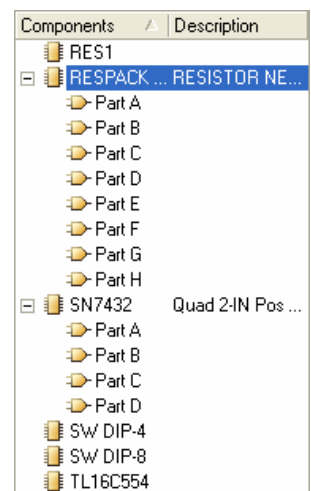 Components Description
RES1
RESPACK ... RESISTOR NE...
Part A
Part B
Part C
Part D
Part E
Part F
Part G
Part H
SN7432 Quad 2-IN Pos ...
Part A
Part B
Part C
Part D
SW DIP-4
SW DIP-8
TL16C554